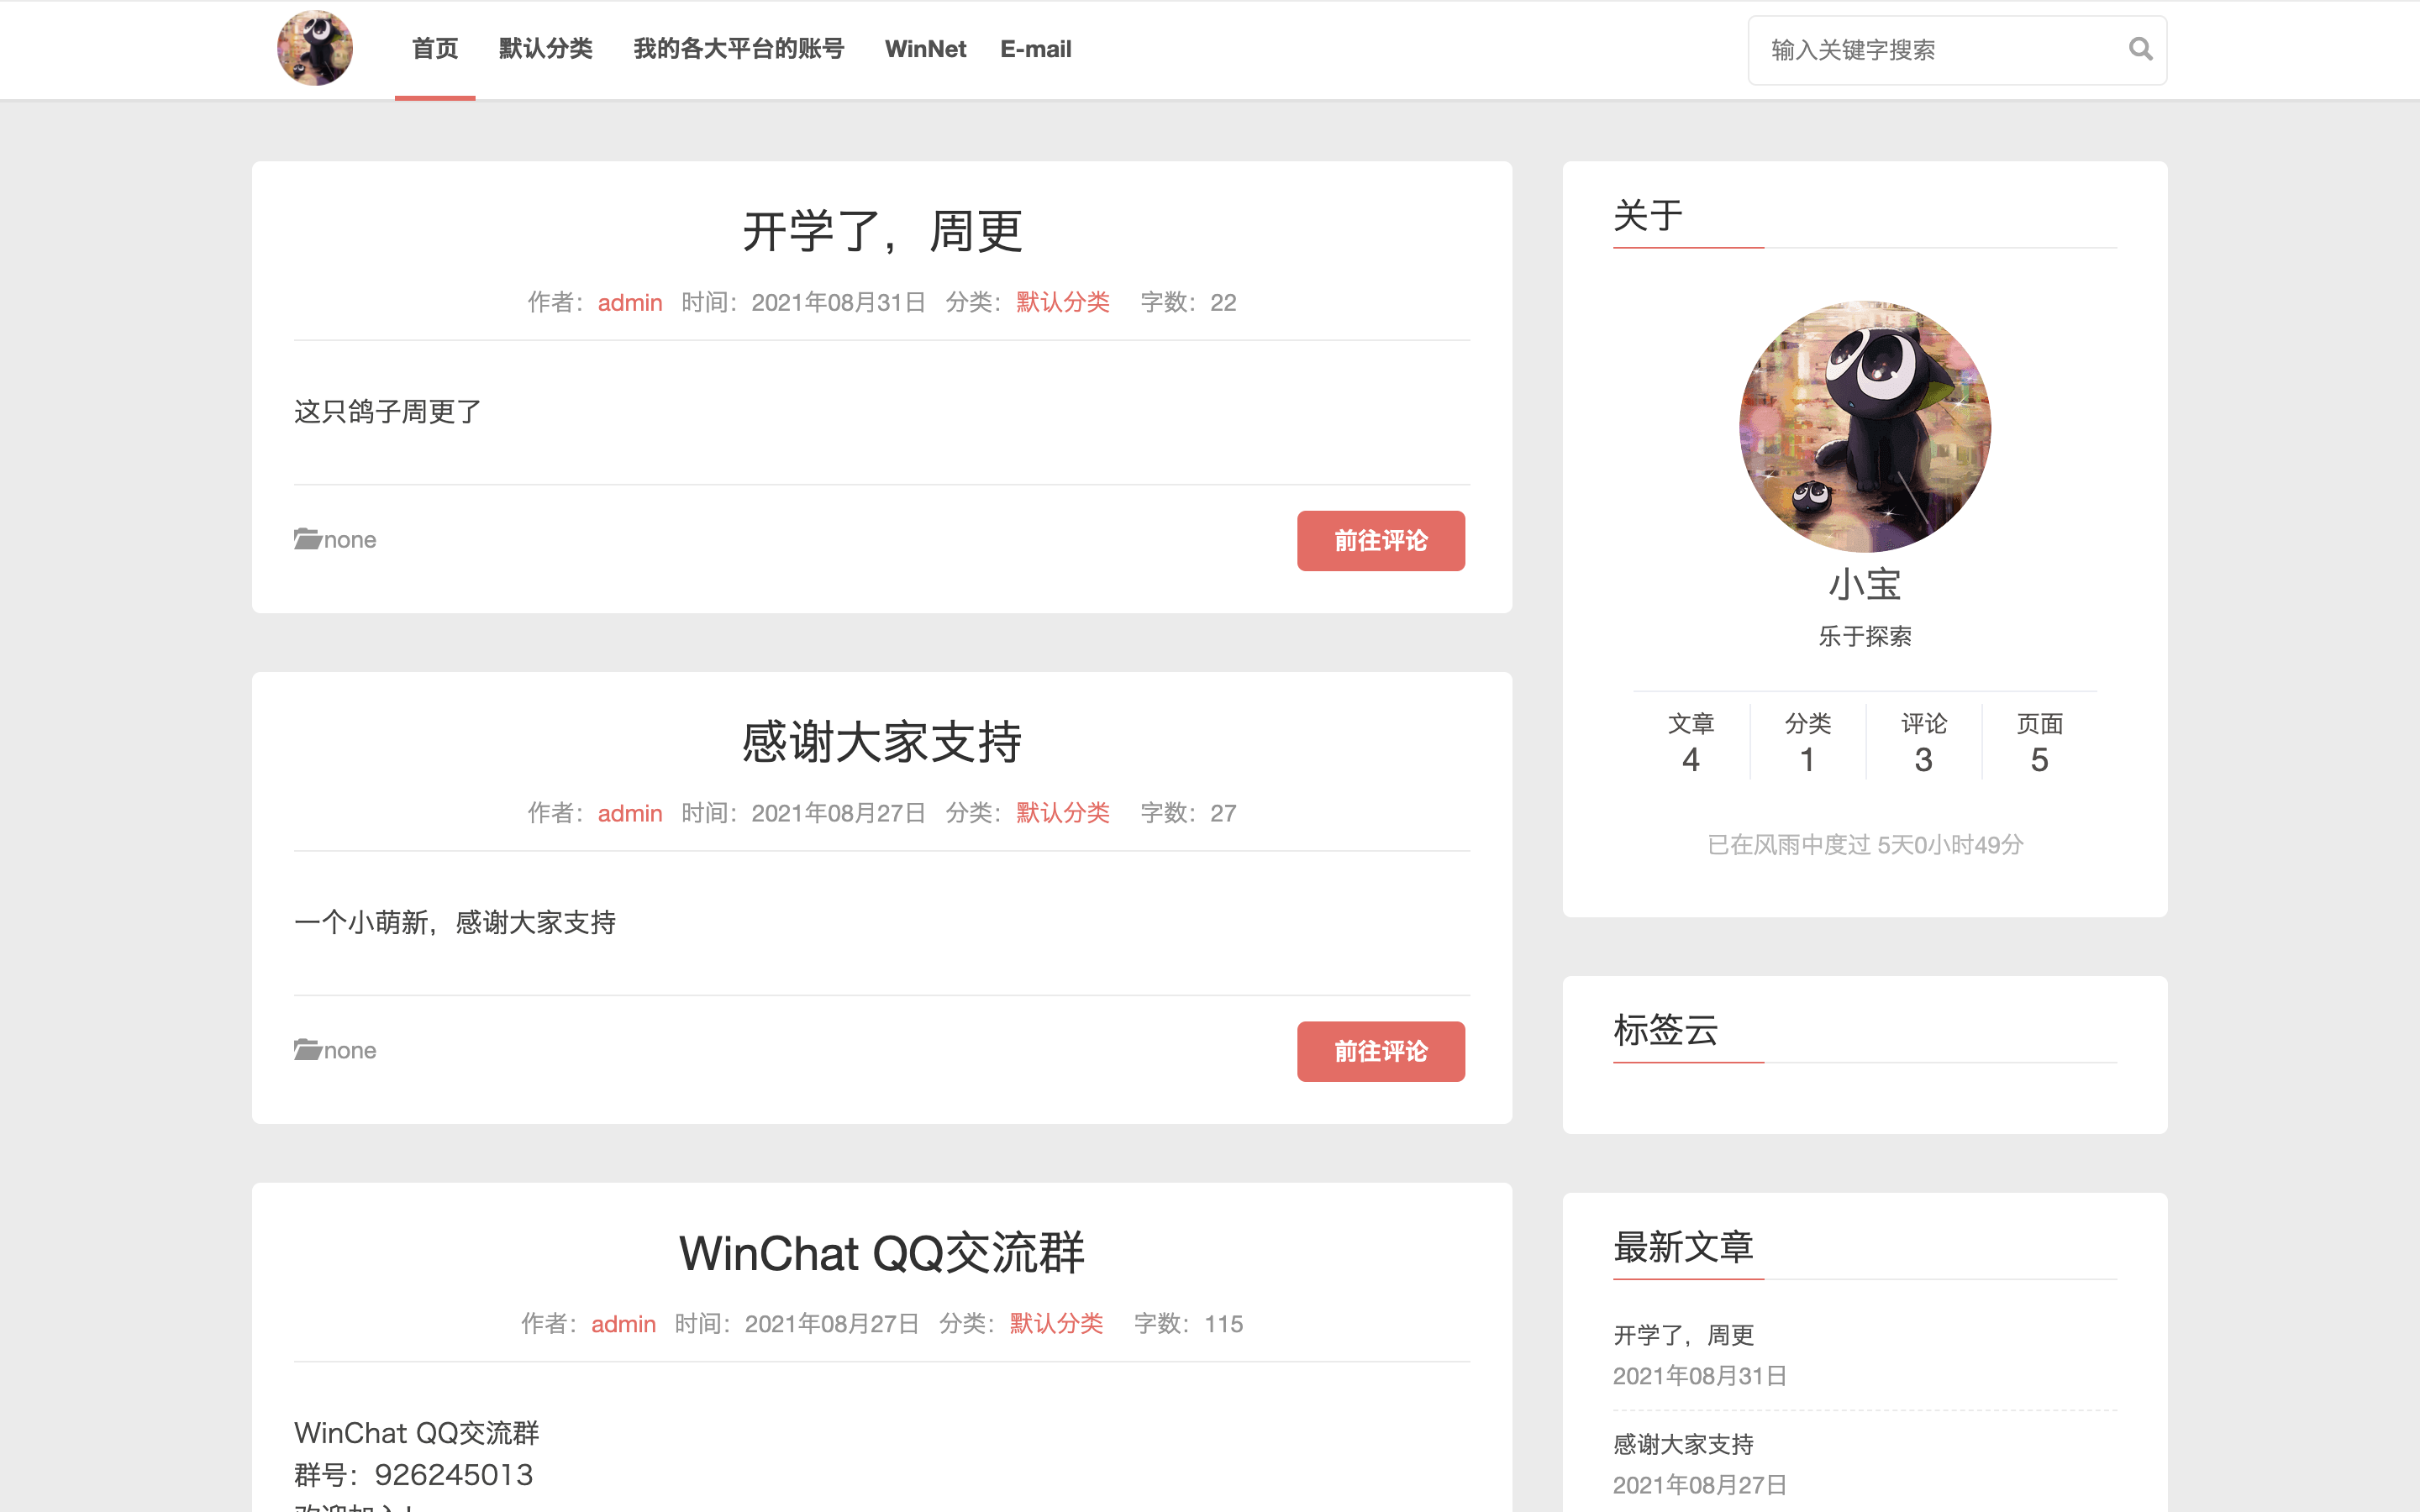 首页 默认分类 我的各大平台的账号 WinNet E-mail
输入关键字搜索
开学了，周更
作者：admin 时间：2021年08月31日 分类：默认分类 字数：22
这只鸽子周更了
none
前往评论
感谢大家支持
作者：admin 时间：2021年08月27日 分类：默认分类 字数：27
一个小萌新，感谢大家支持
none
前往评论
WinChat QQ交流群
作者：admin 时间：2021年08月27日 分类：默认分类 字数：115
WinChat QQ交流群
群号：926245013
欢迎加入！
关于
小宝
乐于探索
文章 分类 评论 页面
4 1 3 5
已在风雨中度过 5天0小时49分
标签云
最新文章
开学了，周更
2021年08月31日
感谢大家支持
2021年08月27日